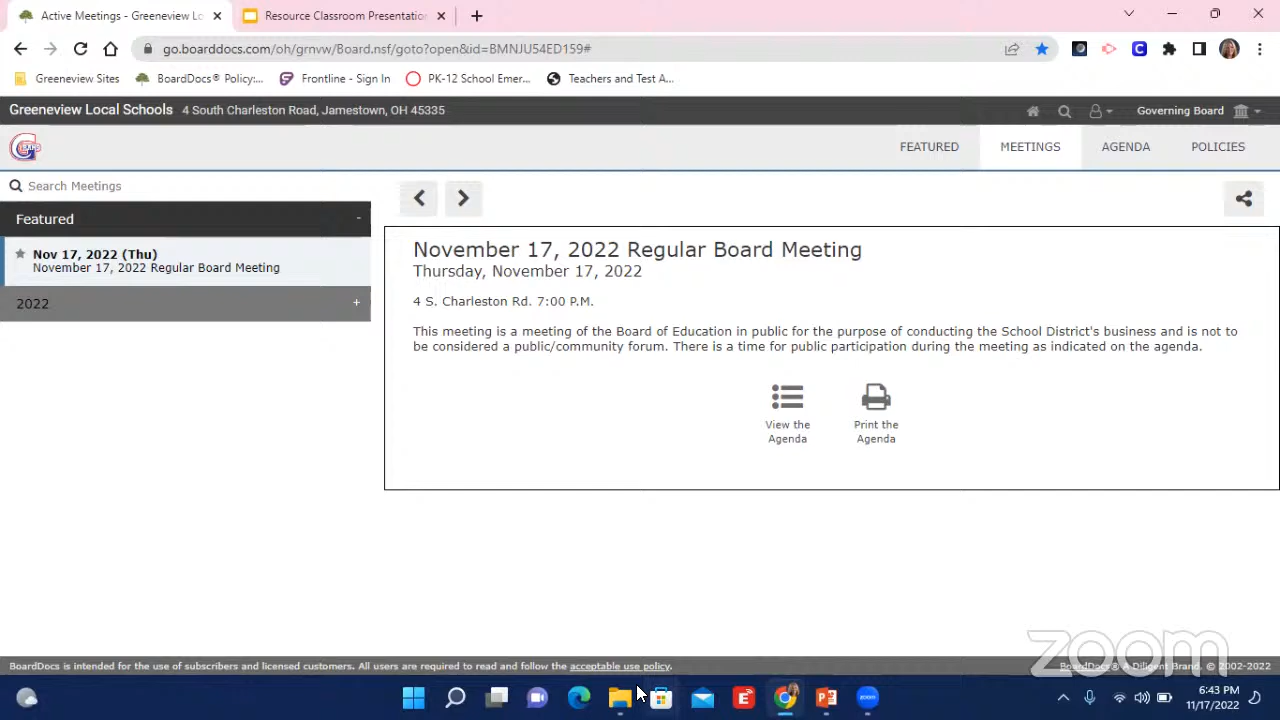 Active Meetings - Greeneview Lo
Resource Classroom Presentation
go.boarddocs.com/oh/grnvw/Board.nsf/goto?open&id=BMNJU54ED159#
Greeneview Sites
BoardDocs® Policy:...
Frontline - Sign In
PK-12 School Emer...
Teachers and Test A...
Greeneview Local Schools 4 South Charleston Road, Jamestown, OH 45335
Governing Board
FEATURED
MEETINGS
AGENDA
POLICIES
Search Meetings
Featured
-
Nov 17, 2022 (Thu)
November 17, 2022 Regular Board Meeting
2022
+
November 17, 2022 Regular Board Meeting
Thursday, November 17, 2022
4 S. Charleston Rd. 7:00 P.M.
This meeting is a meeting of the Board of Education in public for the purpose of conducting the School District's business and is not to
be considered a public/community forum. There is a time for public participation during the meeting as indicated on the agenda.
View the
Agenda
Print the
Agenda
zoom
BoardDocs is intended for the use of subscribers and licensed customers. All users are required to read and follow the acceptable use policy.
BoardDocs® A Diligent Brand. © 2002-2022
6:43 PM
11/17/2022